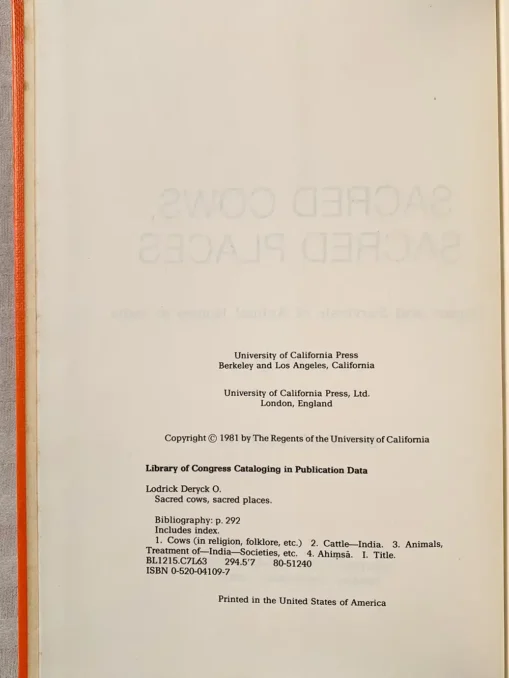 University of California Press
Berkeley and Los Angeles, California
University of California Press, Ltd.
London, England
Copyright © 1981 by The Regents of the University of California
Library of Congress Cataloging in Publication Data
Lodrick Deryck O.
Sacred cows, sacred places.
Bibliography: p. 292
Includes index.
1. Cows (in religion, folklore, etc.) 2. Cattle—India. 3. Animals,
Treatment of—India—Societies, etc. 4. Ahiṃsā. I. Title.
BL1215.C7L63 294.5'7 80-51240
ISBN 0-520-04109-7
Printed in the United States of America